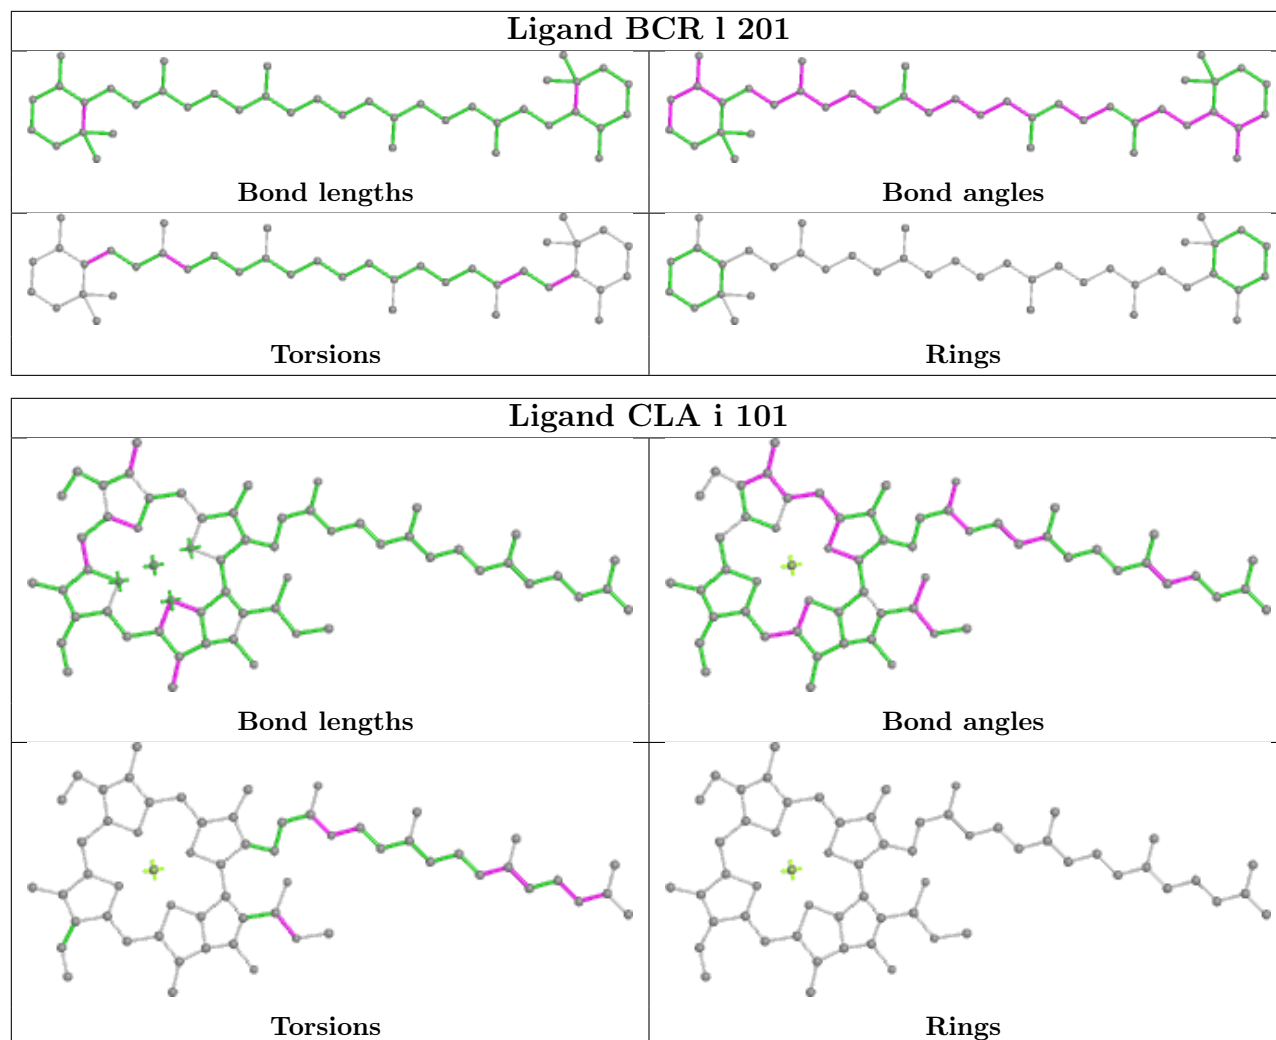 Ligand BCR l 201
Bond lengths
Bond angles
Torsions
Rings
Ligand CLA i 101
Bond lengths
Bond angles
Torsions
Rings